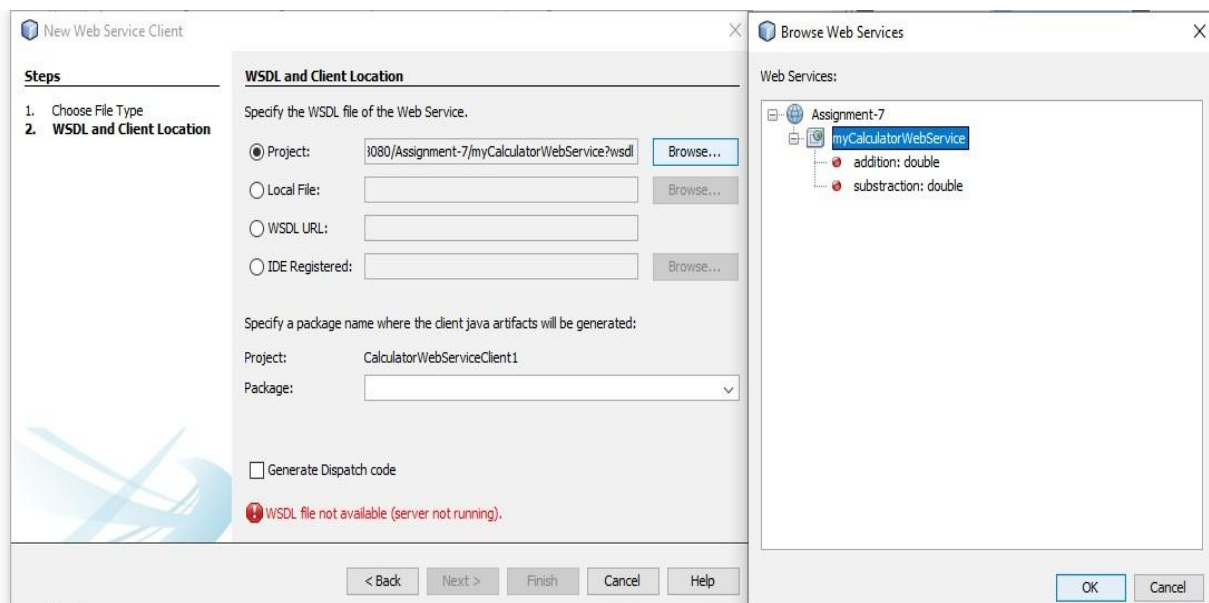 New Web Service Client
Steps
1. Choose File Type
2. WSDL and Client Location
WSDL and Client Location
Specify the WSDL file of the Web Service.
Project: 8080/Assignment-7/myCalculatorWebService?wsdl Browse...
Local File: Browse...
WSDL URL:
IDE Registered: Browse...
Specify a package name where the client java artifacts will be generated:
Project: CalculatorWebServiceClient1
Package:
Generate Dispatch code
WSDL file not available (server not running).
< Back Next > Finish Cancel Help
Browse Web Services
Web Services:
Assignment-7
myCalculatorWebService
addition: double
substraction: double
OK Cancel